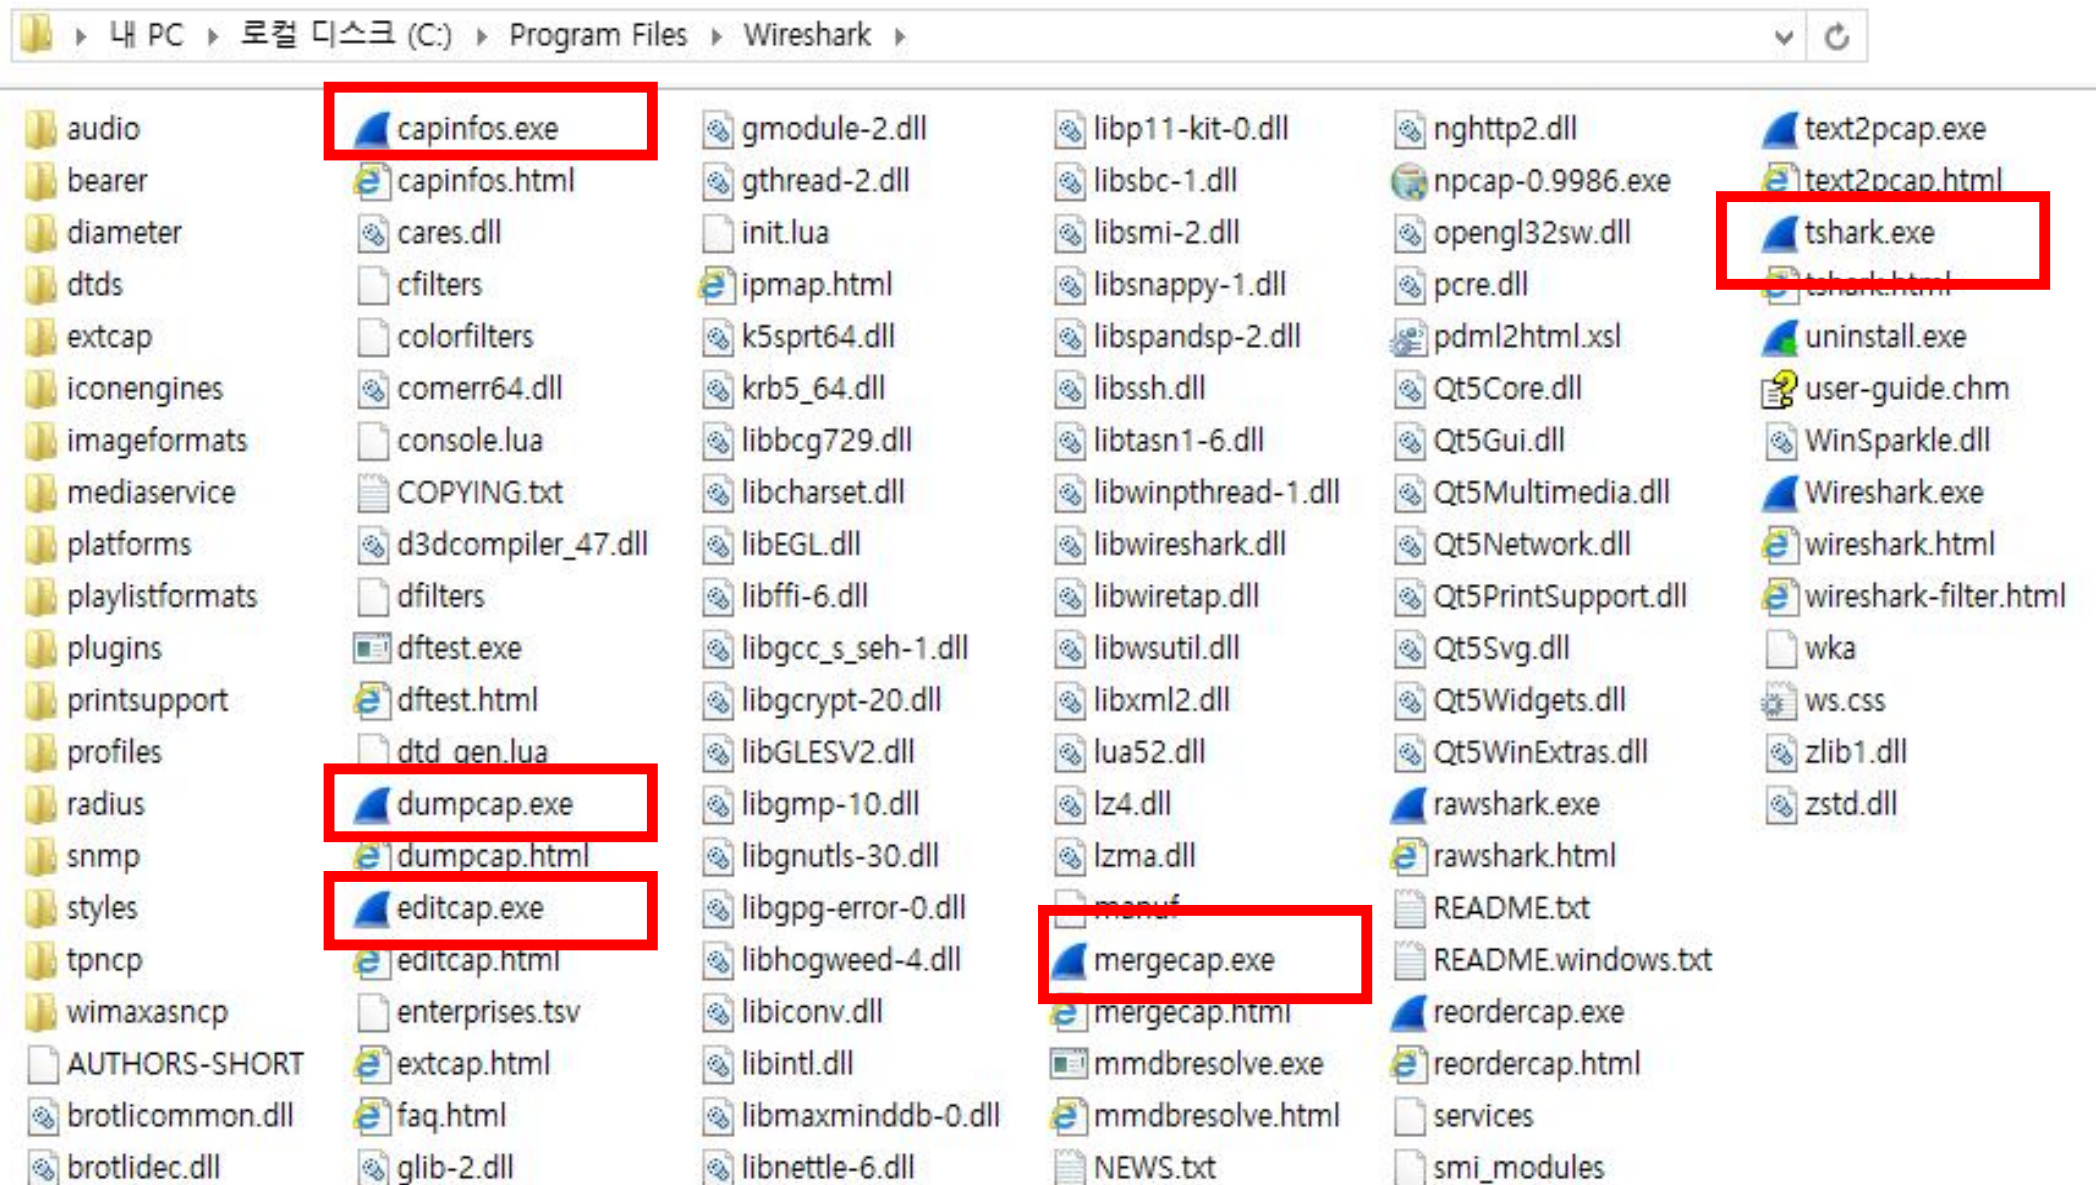 내 PC 로컬 디스크 (C:) Program Files Wireshark
audio
bearer
diameter
dtds
extcap
iconengines
imageformats
mediaservice
platforms
playlistformats
plugins
printsupport
profiles
radius
snmp
styles
tpncp
wimaxasncp
AUTHORS-SHORT
brotlicommon.dll
brotlidec.dll
capinfos.exe
capinfos.html
cares.dll
cfilters
colorfilters
comerr64.dll
console.lua
COPYING.txt
d3dcompiler_47.dll
dfilters
dftest.exe
dftest.html
dtd_gen.lua
dumpcap.exe
dumpcap.html
editcap.exe
editcap.html
enterprises.tsv
extcap.html
faq.html
glib-2.dll
gmodule-2.dll
gthread-2.dll
init.lua
ipmap.html
k5sprt64.dll
krb5_64.dll
libbcg729.dll
libcharset.dll
libEGL.dll
libffi-6.dll
libgcc_s_seh-1.dll
libgcrypt-20.dll
libGLESV2.dll
libgmp-10.dll
libgnutls-30.dll
libgpg-error-0.dll
libhogweed-4.dll
libiconv.dll
libintl.dll
libmaxminddb-0.dll
libnettle-6.dll
libp11-kit-0.dll
libsbc-1.dll
libsmi-2.dll
libsnappy-1.dll
libspandsp-2.dll
libssh.dll
libtasn1-6.dll
libwinpthread-1.dll
libwireshark.dll
libwiretap.dll
libwsutil.dll
libxml2.dll
lua52.dll
lz4.dll
lzma.dll
manuf
mergecap.exe
mergecap.html
mmdbresolve.exe
mmdbresolve.html
NEWS.txt
nghttp2.dll
npcap-0.9986.exe
opengl32sw.dll
pcre.dll
pdml2html.xsl
Qt5Core.dll
Qt5Gui.dll
Qt5Multimedia.dll
Qt5Network.dll
Qt5PrintSupport.dll
Qt5Svg.dll
Qt5Widgets.dll
Qt5WinExtras.dll
rawshark.exe
rawshark.html
README.txt
README.windows.txt
reordercap.exe
reordercap.html
services
smi_modules
text2pcap.exe
text2pcap.html
tshark.exe
tshark.html
uninstall.exe
user-guide.chm
WinSparkle.dll
Wireshark.exe
wireshark.html
wireshark-filter.html
wka
ws.css
zlib1.dll
zstd.dll